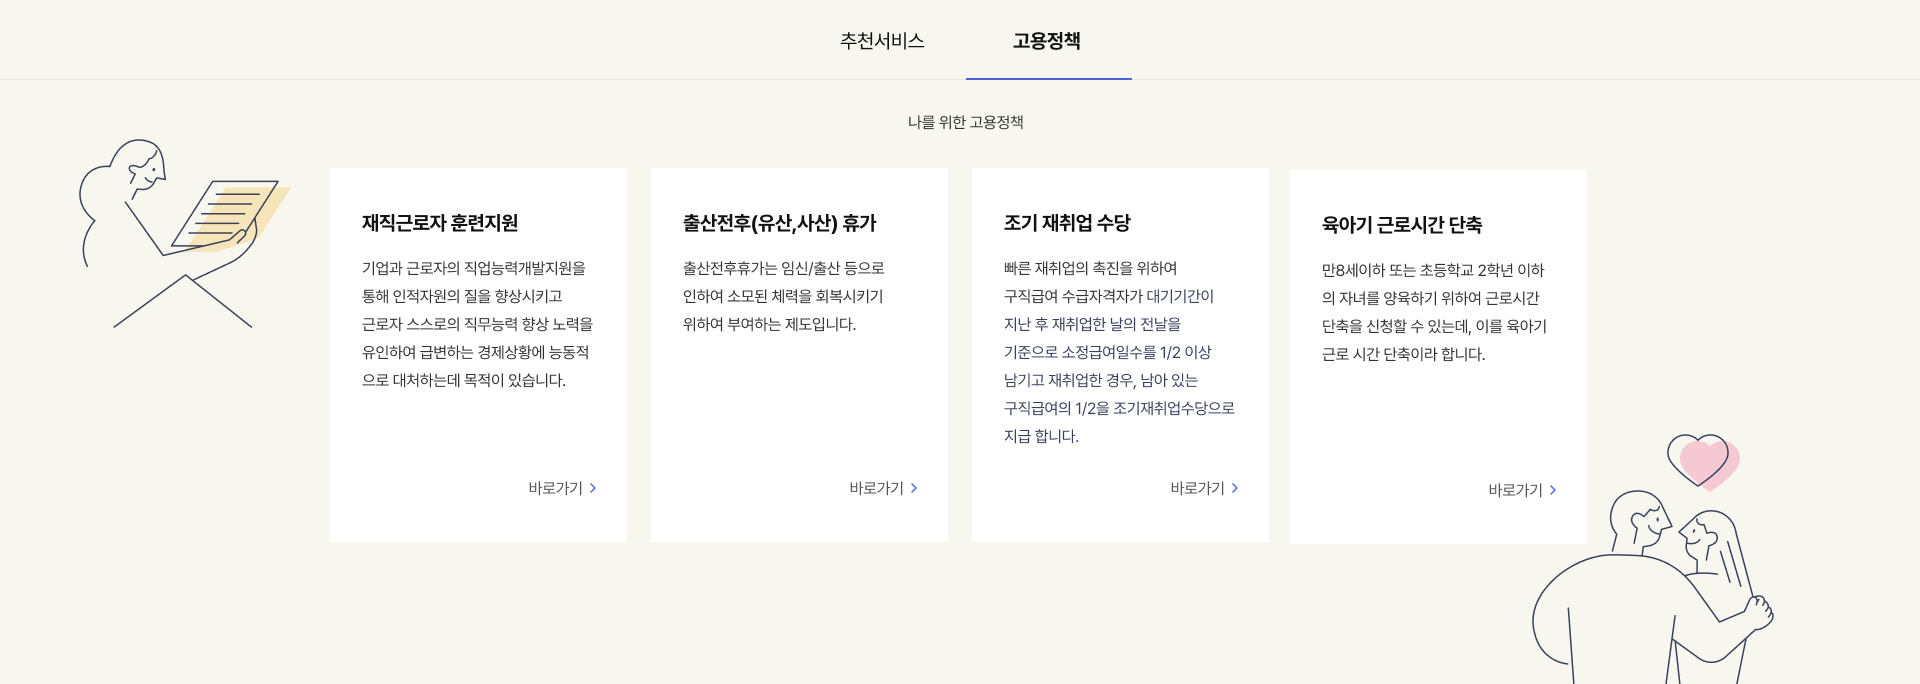 추천서비스
고용정책
나를 위한 고용정책
재직근로자 훈련지원
기업과 근로자의 직업능력개발지원을
통해 인적자원의 질을 향상시키고
근로자 스스로의 직무능력 향상 노력을
유인하여 급변하는 경제상황에 능동적
으로 대처하는데 목적이 있습니다.
바로가기
출산전후(유산,사산) 휴가
출산전후휴가는 임신/출산 등으로
인하여 소모된 체력을 회복시키기
위하여 부여하는 제도입니다.
바로가기
조기 재취업 수당
빠른 재취업의 촉진을 위하여
구직급여 수급자격자가 대기기간이
지난 후 재취업한 날의 전날을
기준으로 소정급여일수를 1/2 이상
남기고 재취업한 경우, 남아 있는
구직급여의 1/2을 조기재취업수당으로
지급 합니다.
바로가기
육아기 근로시간 단축
만8세이하 또는 초등학교 2학년 이하
의 자녀를 양육하기 위하여 근로시간
단축을 신청할 수 있는데, 이를 육아기
근로 시간 단축이라 합니다.
바로가기